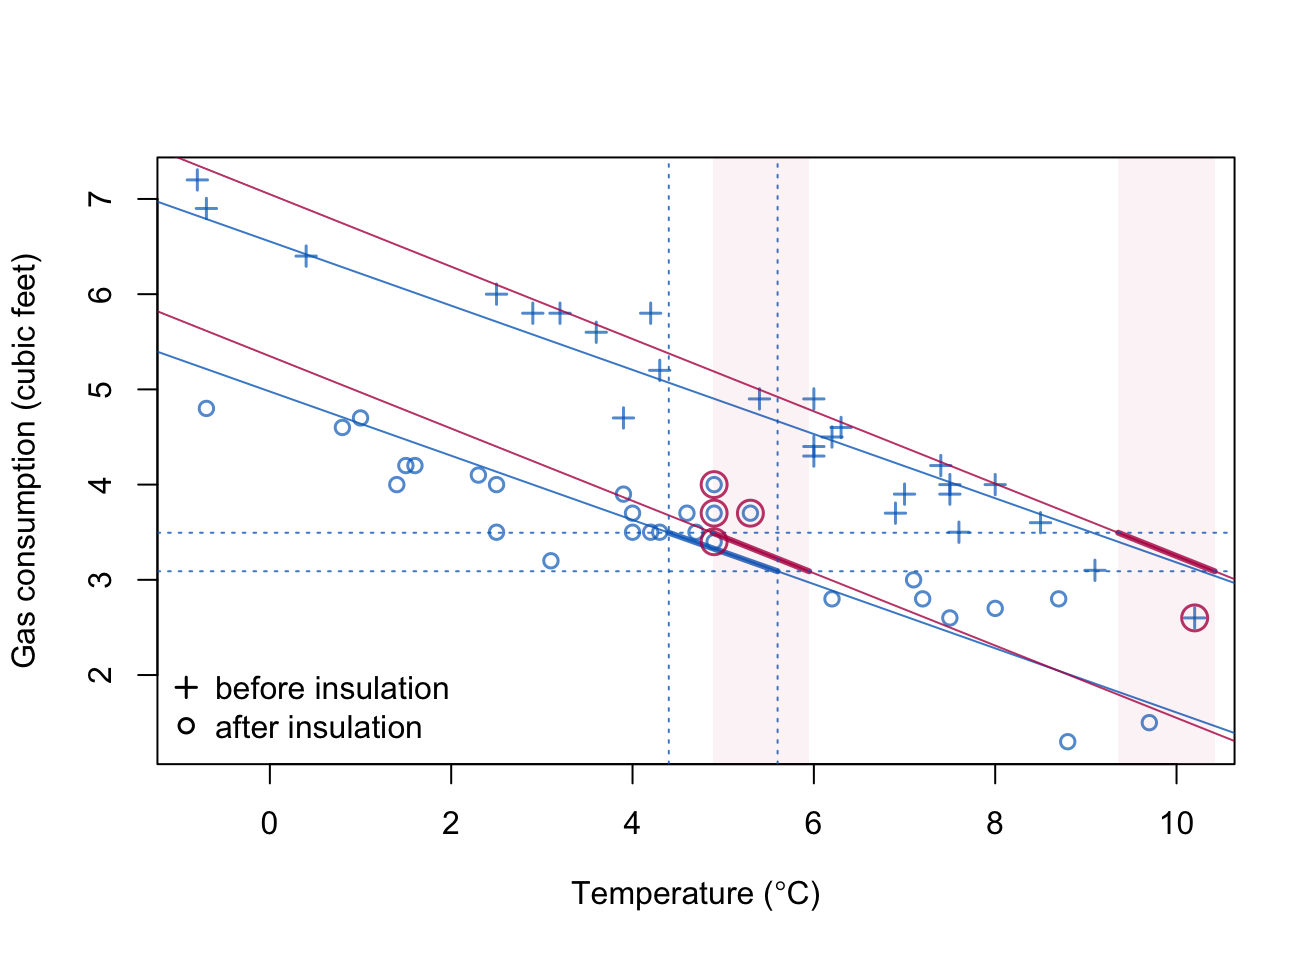 Gas consumption (cubic feet)
7
6
5
4
3
2
before insulation
after insulation
0 2 4 6 8 10
Temperature (°C)